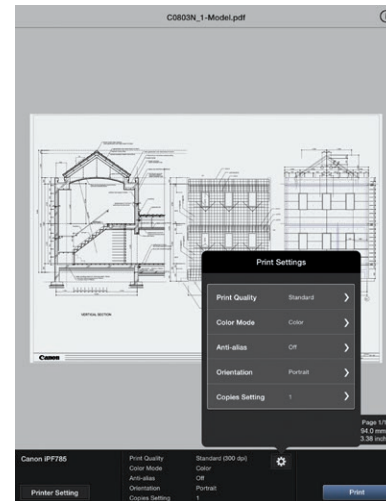 C0803N_1-Model.pdf
VERTICAL SECTION
Canon
Print Settings
Print Quality Standard
Color Mode Color
Anti-alias Off
Orientation Portrait
Copies Setting 1
Page 1/1
94.0 mm
3.38 inch
Canon iPF785
Print Quality Standard (300 dpi)
Color Mode Color
Anti-alias Off
Orientation Portrait
Copies Setting 1
Printer Setting
Print